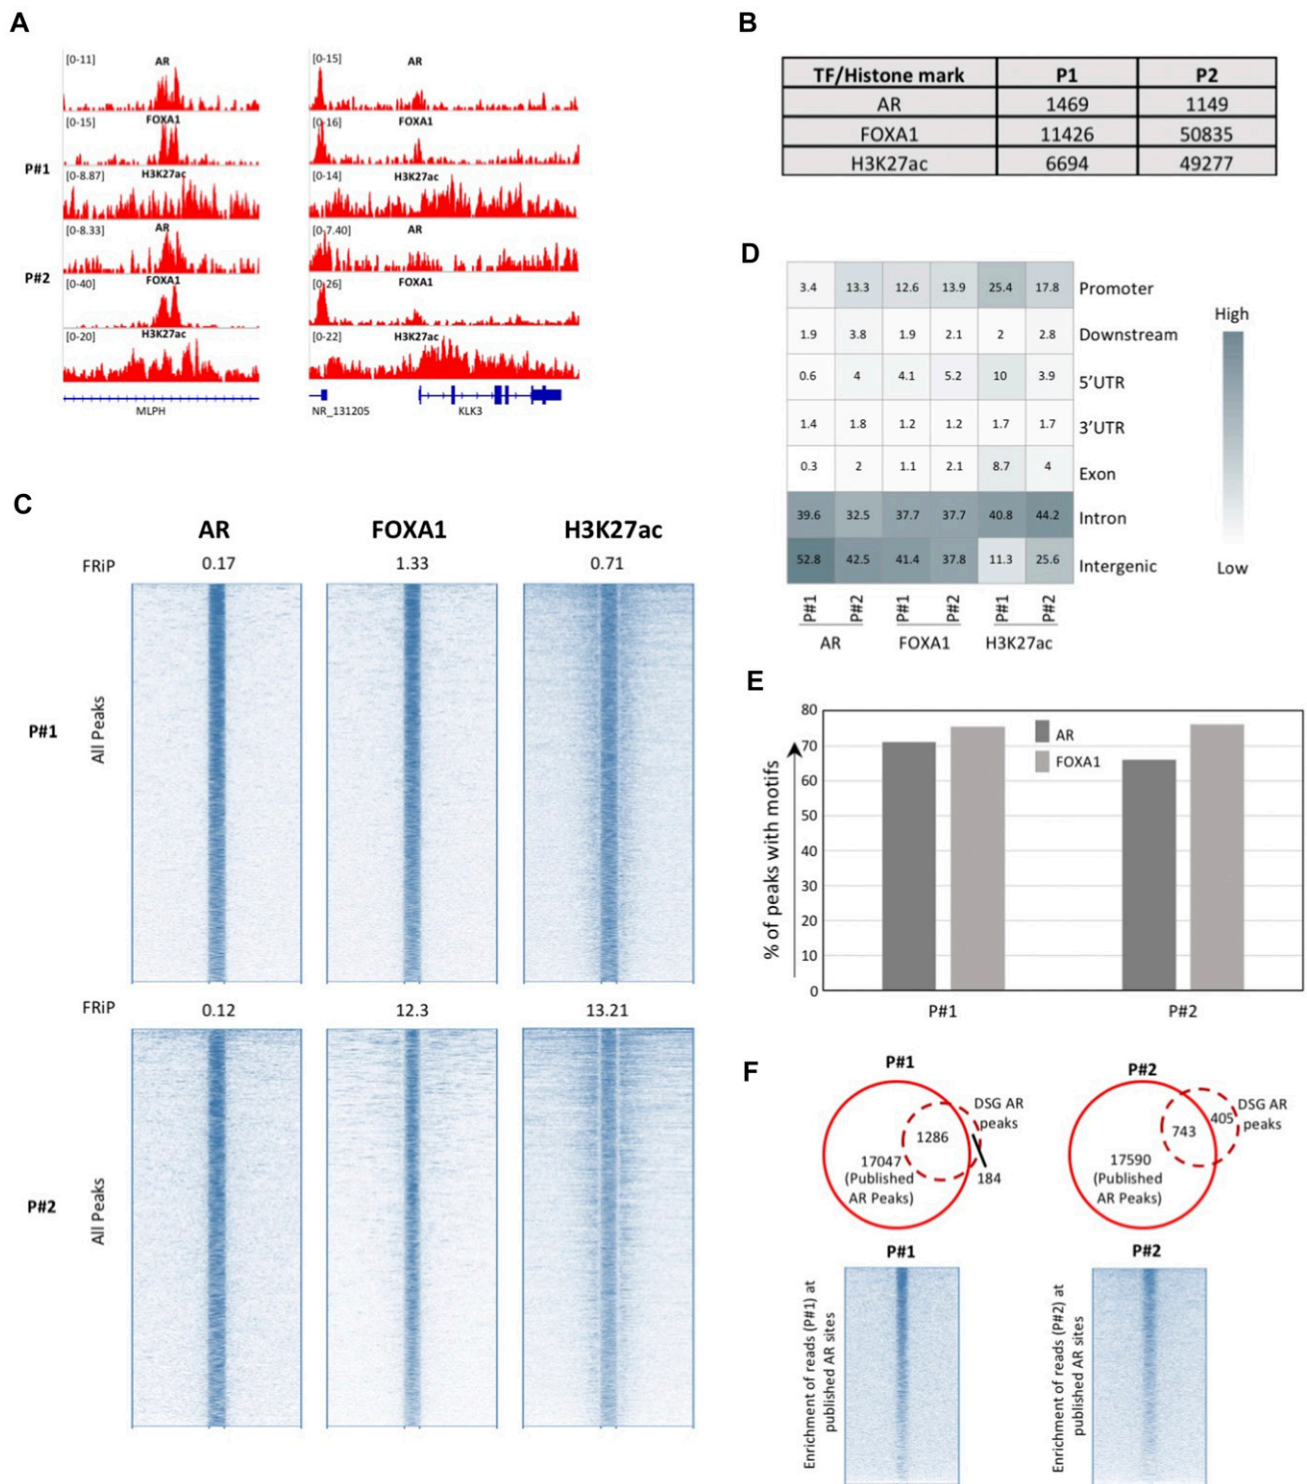 A
[0-11]
AR
[0-15]
FOXA1
P#1
[0-8.87]
H3K27ac
[0-8.33]
AR
P#2
[0-40]
FOXA1
[0-20]
H3K27ac
MLPH
[0-15]
AR
[0-16]
FOXA1
[0-14]
H3K27ac
[0-7.40]
AR
[0-26]
FOXA1
[0-22]
H3K27ac
NR_131205
KLK3
B
TF/Histone mark P1 P2
AR 1469 1149
FOXA1 11426 50835
H3K27ac 6694 49277
C
AR FOXA1 H3K27ac
FRiP 0.17 1.33 0.71
P#1
All Peaks
FRiP 0.12 12.3 13.21
P#2
All Peaks
D
3.4 13.3 12.6 13.9 25.4 17.8 Promoter
1.9 3.8 1.9 2.1 2 2.8 Downstream
0.6 4 4.1 5.2 10 3.9 5'UTR
1.4 1.8 1.2 1.2 1.7 1.7 3'UTR
0.3 2 1.1 2.1 8.7 4 Exon
39.6 32.5 37.7 37.7 40.8 44.2 Intron
52.8 42.5 41.4 37.8 11.3 25.6 Intergenic
P#1 P#2 P#1 P#2 P#1 P#2
AR FOXA1 H3K27ac
High
Low
E
% of peaks with motifs
80
70
60
50
40
30
20
10
0
AR
FOXA1
P#1 P#2
F
P#1
DSG AR
peaks
1286
17047
(Published
AR Peaks)
184
P#2
405
DSG AR
peaks
743
17590
(Published
AR Peaks)
P#1
Enrichment of reads (P#1) at
published AR sites
P#2
Enrichment of reads (P#2) at
published AR sites